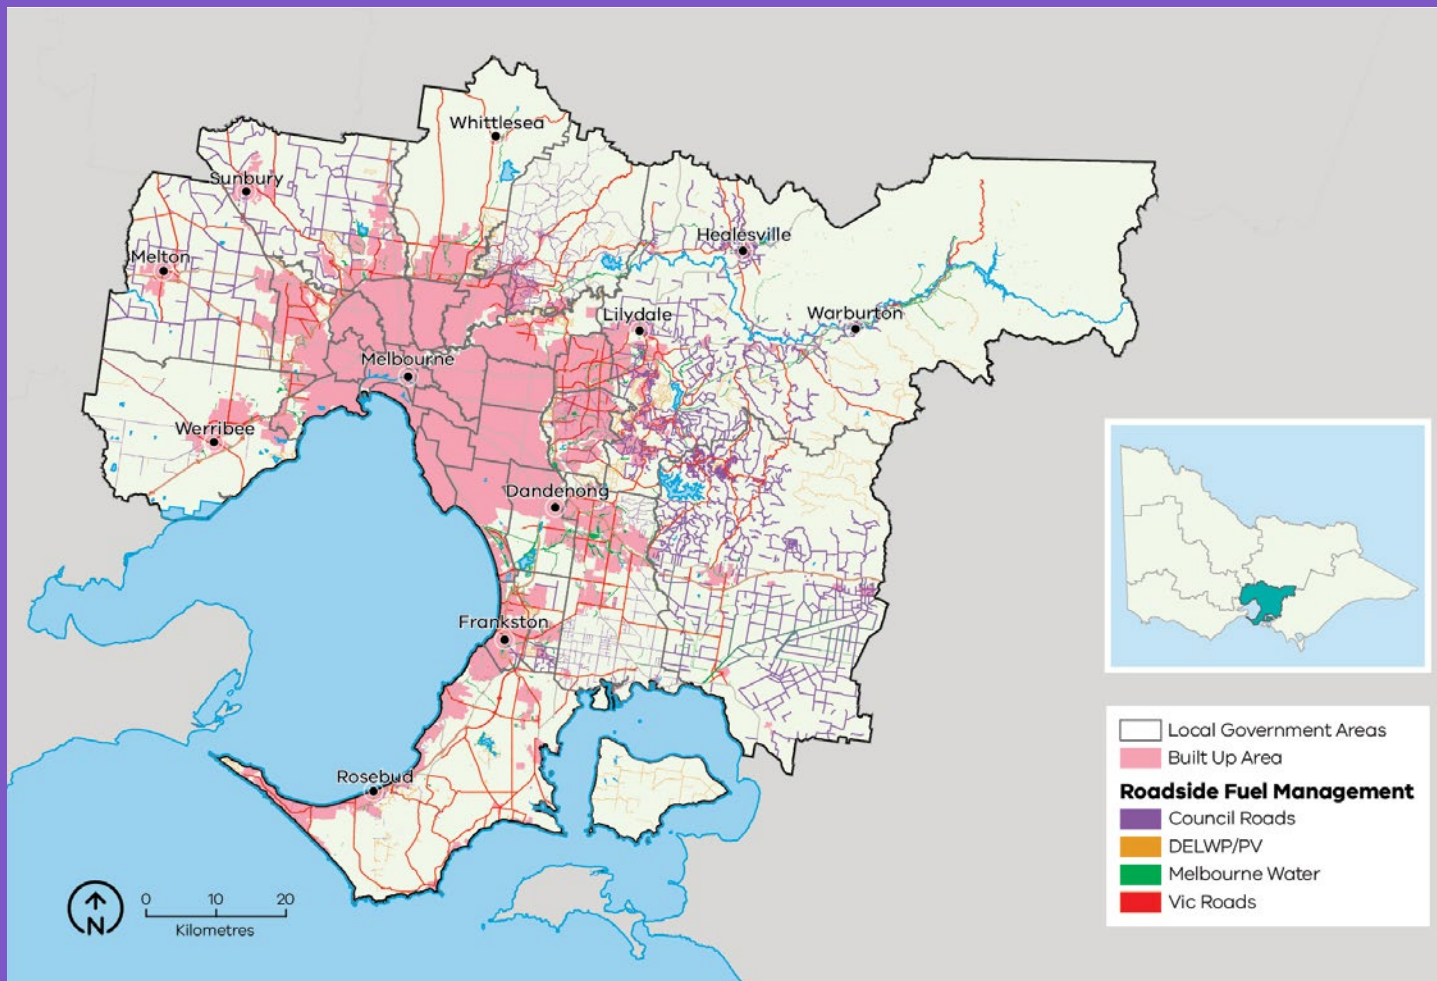 Whittlesea
Sunbury
Healesville
Melton
Warburton
Lilydale
Melbourne
Werribee
Dandenong
Frankston
Rosebud
N
0 10 20
Kilometres
Local Government Areas
Built Up Area
Roadside Fuel Management
Council Roads
DELWP/PV
Melbourne Water
Vic Roads